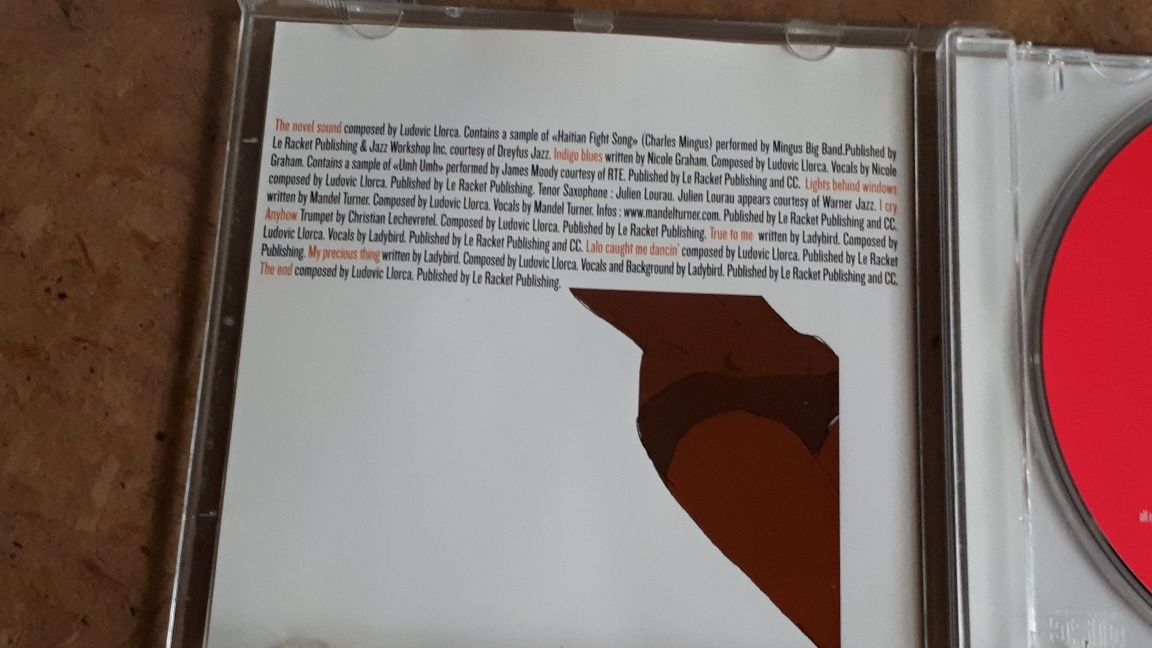 The novel sound composed by Ludovic Llorca. Contains a sample of «Haitian Fight Song» (Charles Mingus) performed by Mingus Big Band.Published by
Le Racket Publishing & Jazz Workshop Inc. courtesy of Dreyfus Jazz. Indigo blues written by Nicole Graham. Composed by Ludovic Llorca. Vocals by Nicole
Graham. Contains a sample of «Umh Umh» performed by James Moody courtesy of RTE. Published by Le Racket Publishing and CC. Lights behind windows
composed by Ludovic Llorca. Published by Le Racket Publishing. Tenor Saxophone : Julien Lourau. Julien Lourau appears courtesy of Warner Jazz. I cry
written by Mandel Turner. Composed by Ludovic Llorca. Vocals by Mandel Turner. Infos : www.mandelturner.com. Published by Le Racket Publishing and CC.
Anyhow Trumpet by Christian Lechevretel. Composed by Ludovic Llorca. Published by Le Racket Publishing. True to me written by Ladybird. Composed by
Ludovic Llorca. Vocals by Ladybird. Published by Le Racket Publishing and CC. Lalo caught me dancin' composed by Ludovic Llorca. Published by Le Racket
Publishing. My precious thing written by Ladybird. Composed by Ludovic Llorca. Vocals and Background by Ladybird. Published by Le Racket Publishing and CC.
The end composed by Ludovic Llorca. Published by Le Racket Publishing.
all